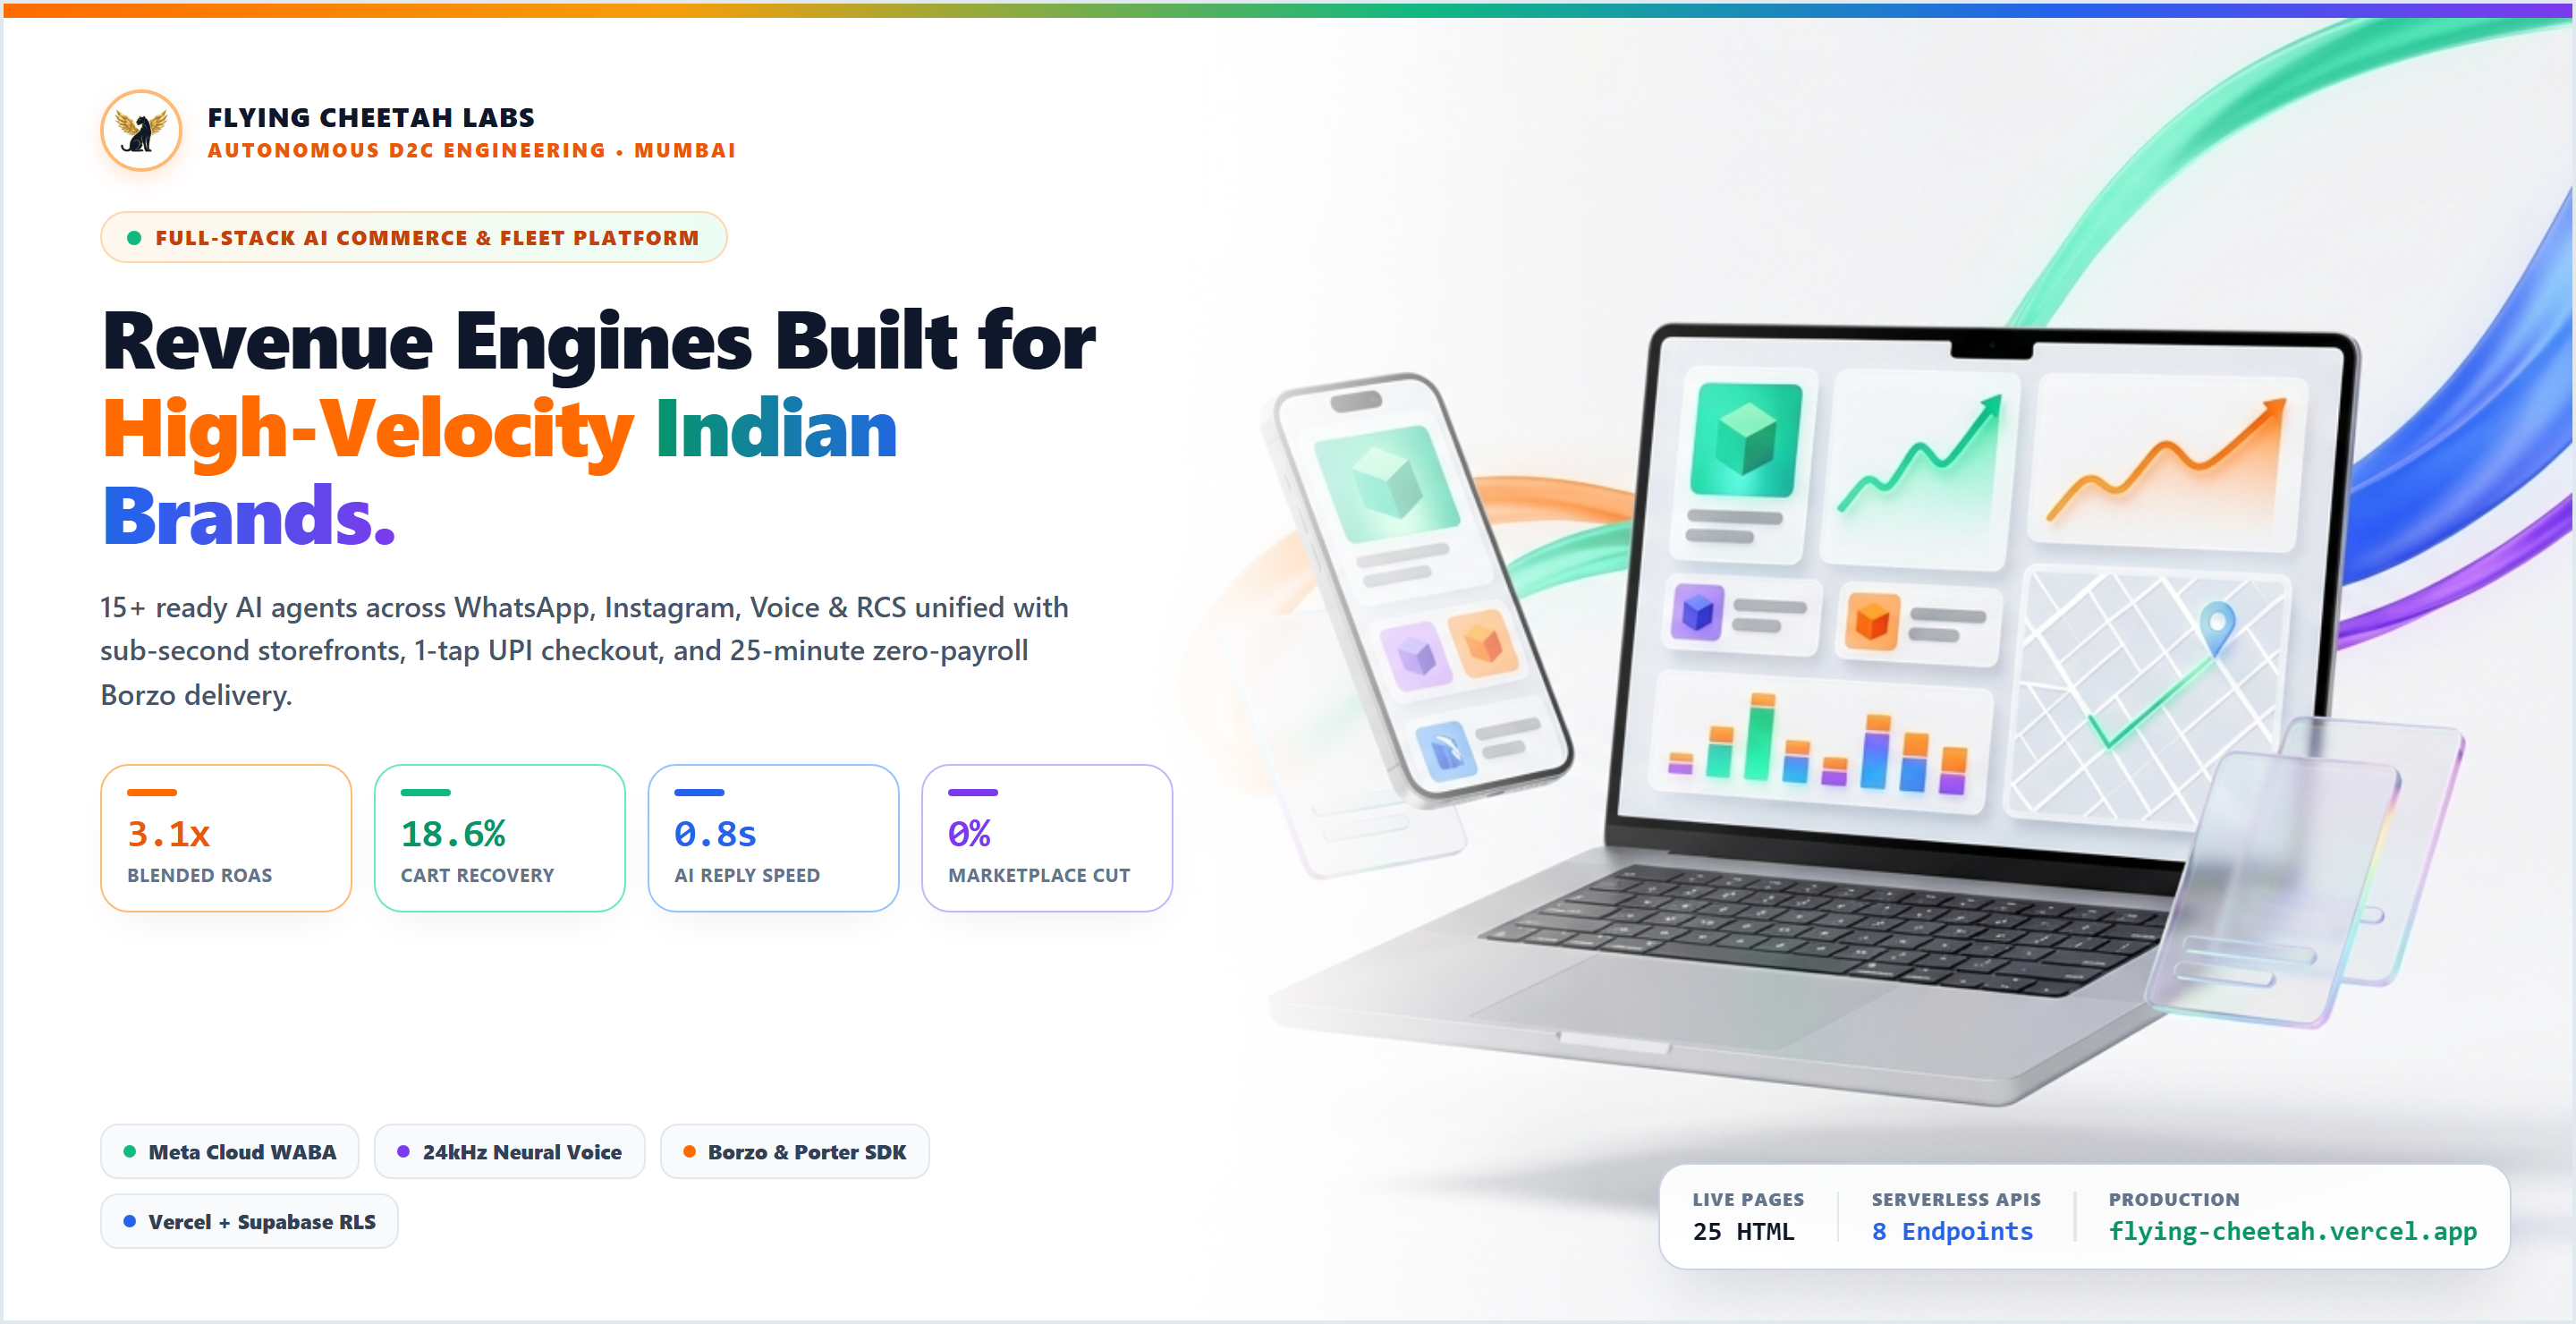 FLYING CHEETAH LABS
AUTONOMOUS D2C ENGINEERING • MUMBAI
FULL-STACK AI COMMERCE & FLEET PLATFORM
Revenue Engines Built for
High-Velocity Indian
Brands.
15+ ready AI agents across WhatsApp, Instagram, Voice & RCS unified with
sub-second storefronts, 1-tap UPI checkout, and 25-minute zero-payroll
Borzo delivery.
3.1x
BLENDED ROAS
18.6%
CART RECOVERY
0.8s
AI REPLY SPEED
0%
MARKETPLACE CUT
Meta Cloud WABA
24kHz Neural Voice
Borzo & Porter SDK
Vercel + Supabase RLS
LIVE PAGES
25 HTML
SERVERLESS APIS
8 Endpoints
PRODUCTION
flying-cheetah.vercel.app